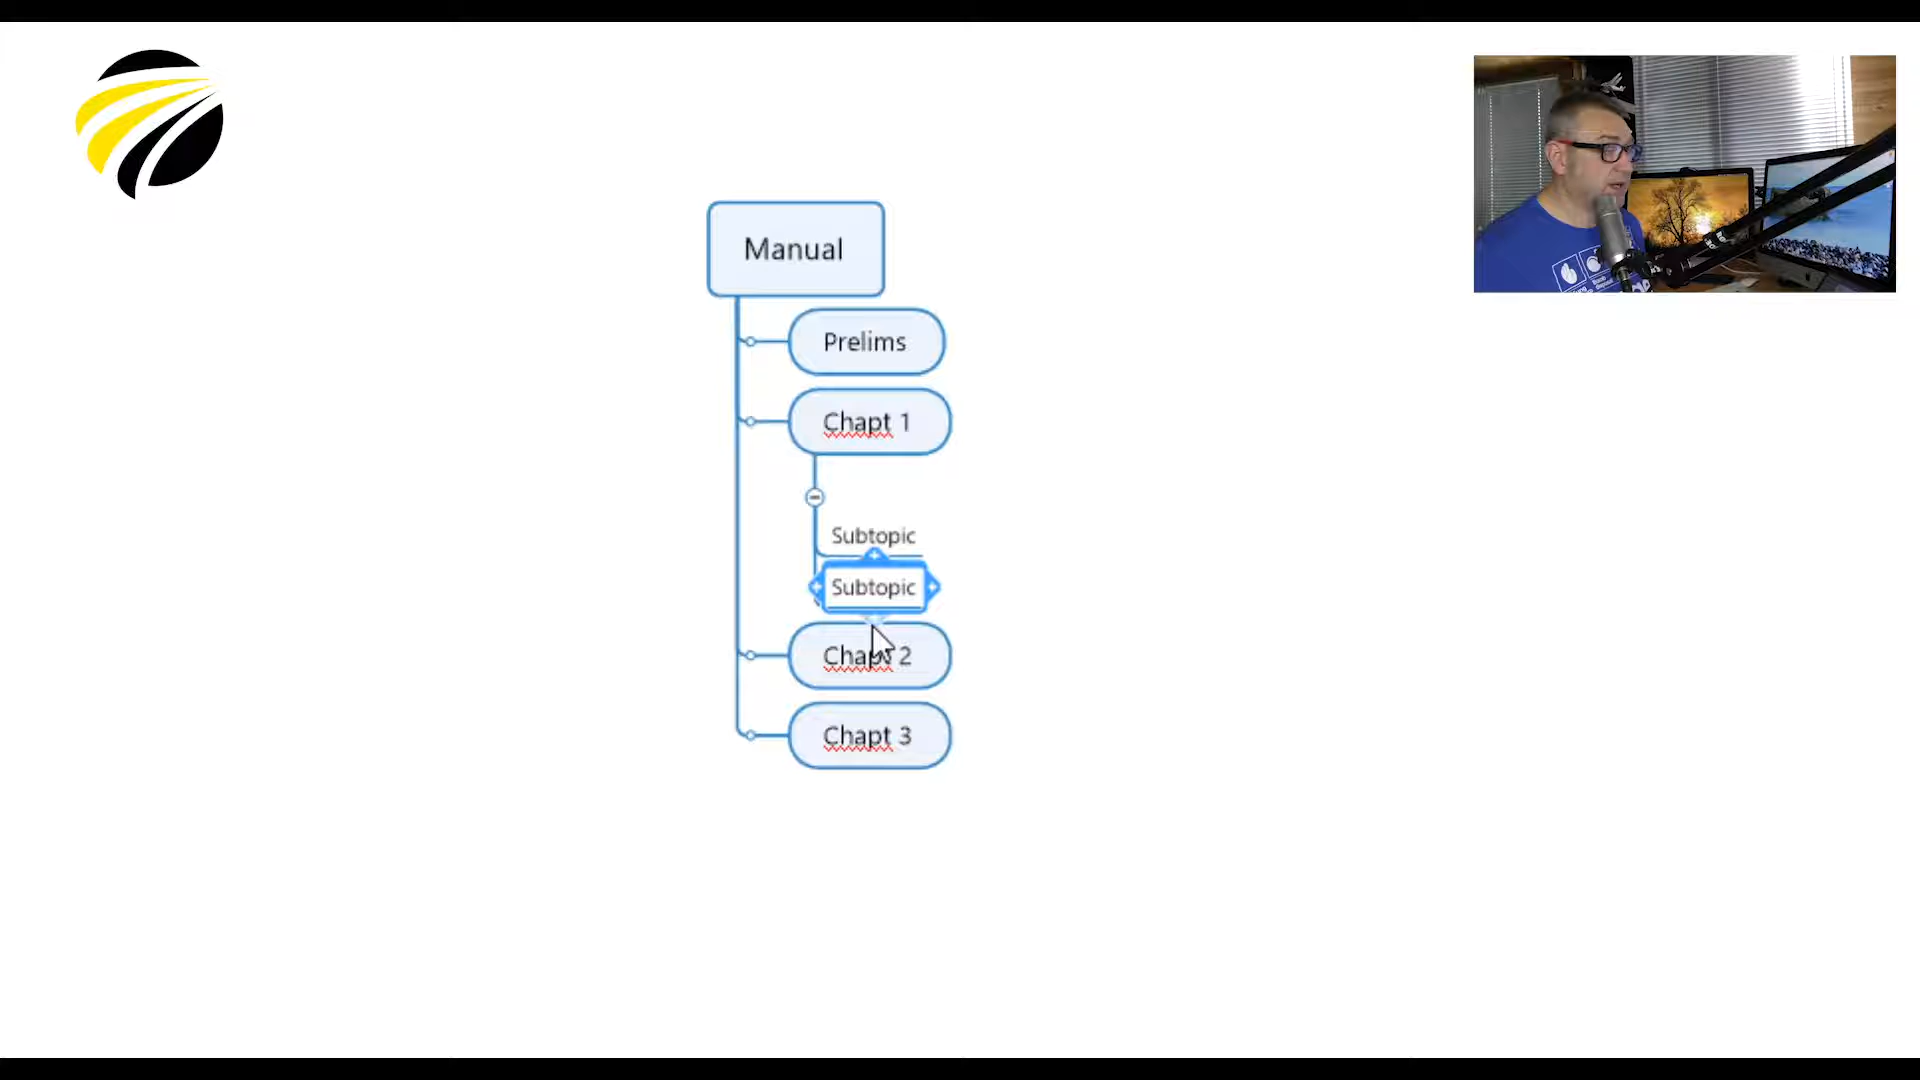 Manual
Prelims
Chapt 1
Subtopic
Subtopic
Chapt 2
Chapt 3